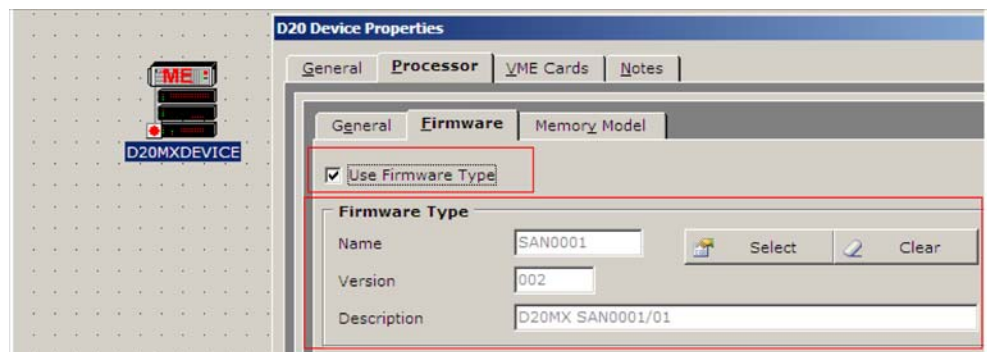 D20 Device Properties
General Processor VME Cards Notes
ME
General Firmware Memory Model
D20MXDEVICE
Use Firmware Type
Firmware Type
Name SAN0001 Select Clear
Version 002
Description D20MX SAN0001/01